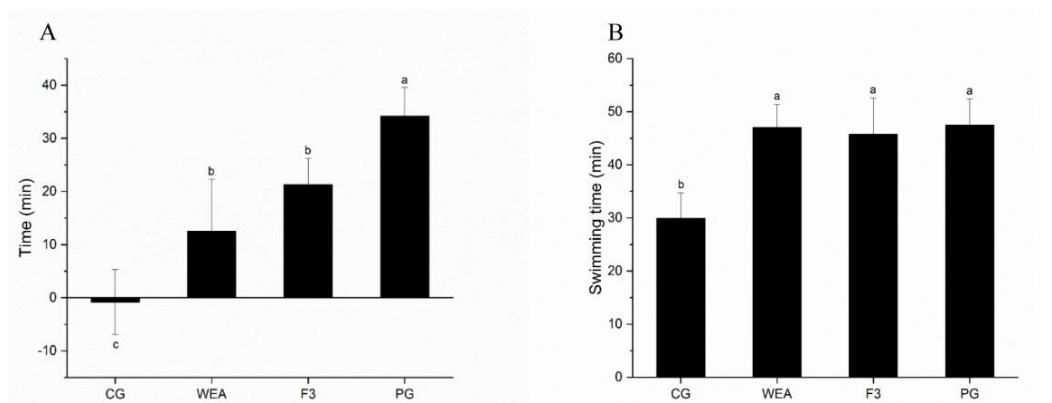 A
Time (min)
40
30
20
10
0
-10
c
b
b
a
CG WEA F3 PG
B
Swimming time (min)
60
50
40
30
20
10
0
b
a
a
a
CG WEA F3 PG